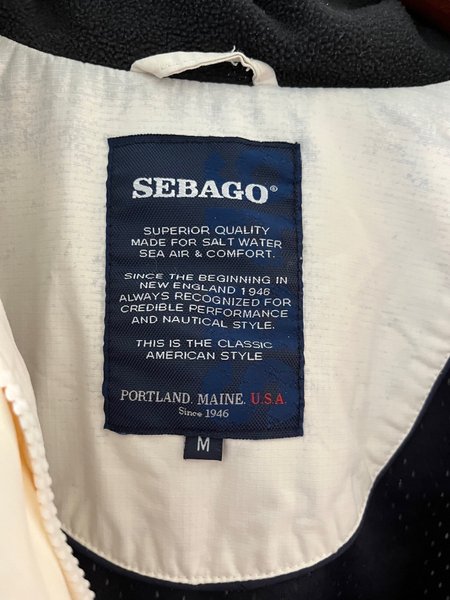 SEBAGO®
SUPERIOR QUALITY
MADE FOR SALT WATER
SEA AIR & COMFORT.
SINCE THE BEGINNING IN
NEW ENGLAND 1946
ALWAYS RECOGNIZED FOR
CREDIBLE PERFORMANCE
AND NAUTICAL STYLE.
THIS IS THE CLASSIC
AMERICAN STYLE
PORTLAND, MAINE. U.S.A.
Since 1946
M